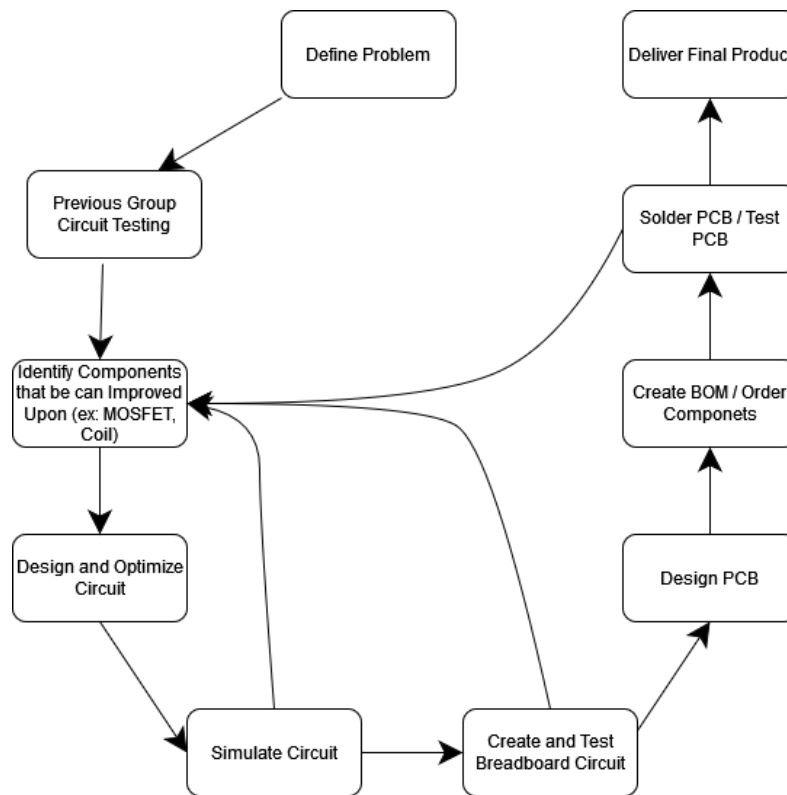 Define Problem
Previous Group
Circuit Testing
Identify Components
that be can Improved
Upon (ex: MOSFET,
Coil)
Design and Optimize
Circuit
Simulate Circuit
Create and Test
Breadboard Circuit
Design PCB
Create BOM / Order
Componets
Solder PCB / Test
PCB
Deliver Final Produc